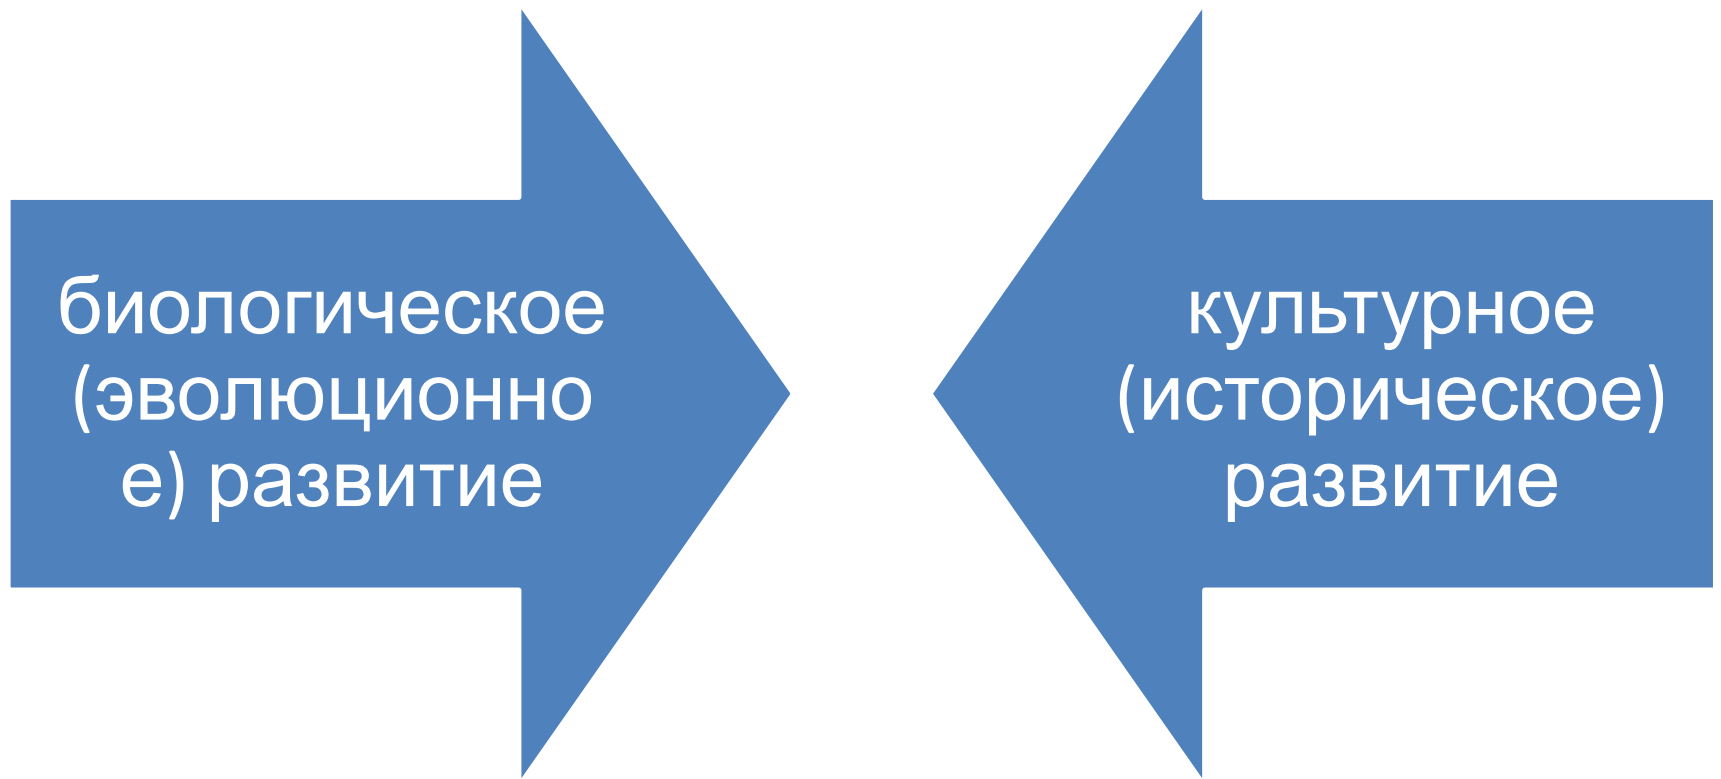 биологическое
(эволюционно
е) развитие
культурное
(историческое)
развитие